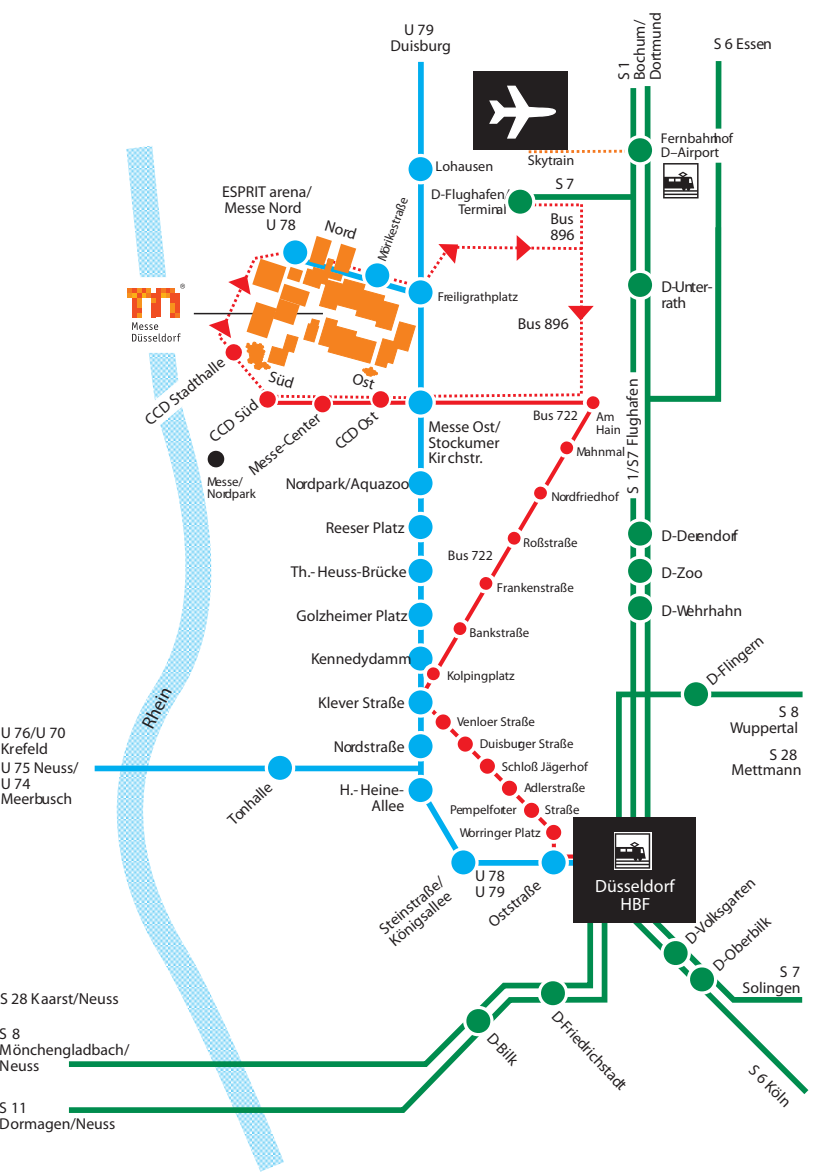 U 79
Duisburg
S 1
Bochum/
Dortmund
S 6 Essen
Fernbahnhof
D–Airport
Skytrain
Lohausen
S 7
D-Flughafen/
Terminal
Bus
896
ESPRIT arena/
Messe Nord
U 78
Nord
Mörikestraße
Freiligrathplatz
D-Unter-
rath
®
Messe
Düsseldorf
Bus 896
CCD Stadthalle
Süd
Ost
CCD Süd
Messe-Center
CCD Ost
Messe Ost/
Stockumer
Kirchstr.
Bus 722
Am
Hain
S 1/S7 Flughafen
Mahnmal
Messe/
Nordpark
Nordpark/Aquazoo
Nordfriedhof
Reeser Platz
Roßstraße
D-Derendorf
Bus 722
Th.-Heuss-Brücke
D-Zoo
Frankenstraße
Golzheimer Platz
D-Wehrhahn
Bankstraße
Kennedydamm
Kolpingplatz
D-Flingern
Rhein
Klever Straße
Venloer Straße
S 8
Wuppertal
U 76/U 70
Krefeld
Nordstraße
Duisburger Straße
S 28
Mettmann
U 75 Neuss/
U 74
Meerbusch
Schloß Jägerhof
Tonhalle
H.-Heine-
Allee
Adlerstraße
Pempelforter Straße
Worringer Platz
U 78
U 79
Steinstraße/
Königsallee
Oststraße
Düsseldorf
HBF
D-Volksgarten
D-Oberbilk
S 7
Solingen
S 28 Kaarst/Neuss
S 8
Mönchengladbach/
Neuss
D-Bilk
D-Friedrichstadt
S 6 Köln
S 11
Dormagen/Neuss